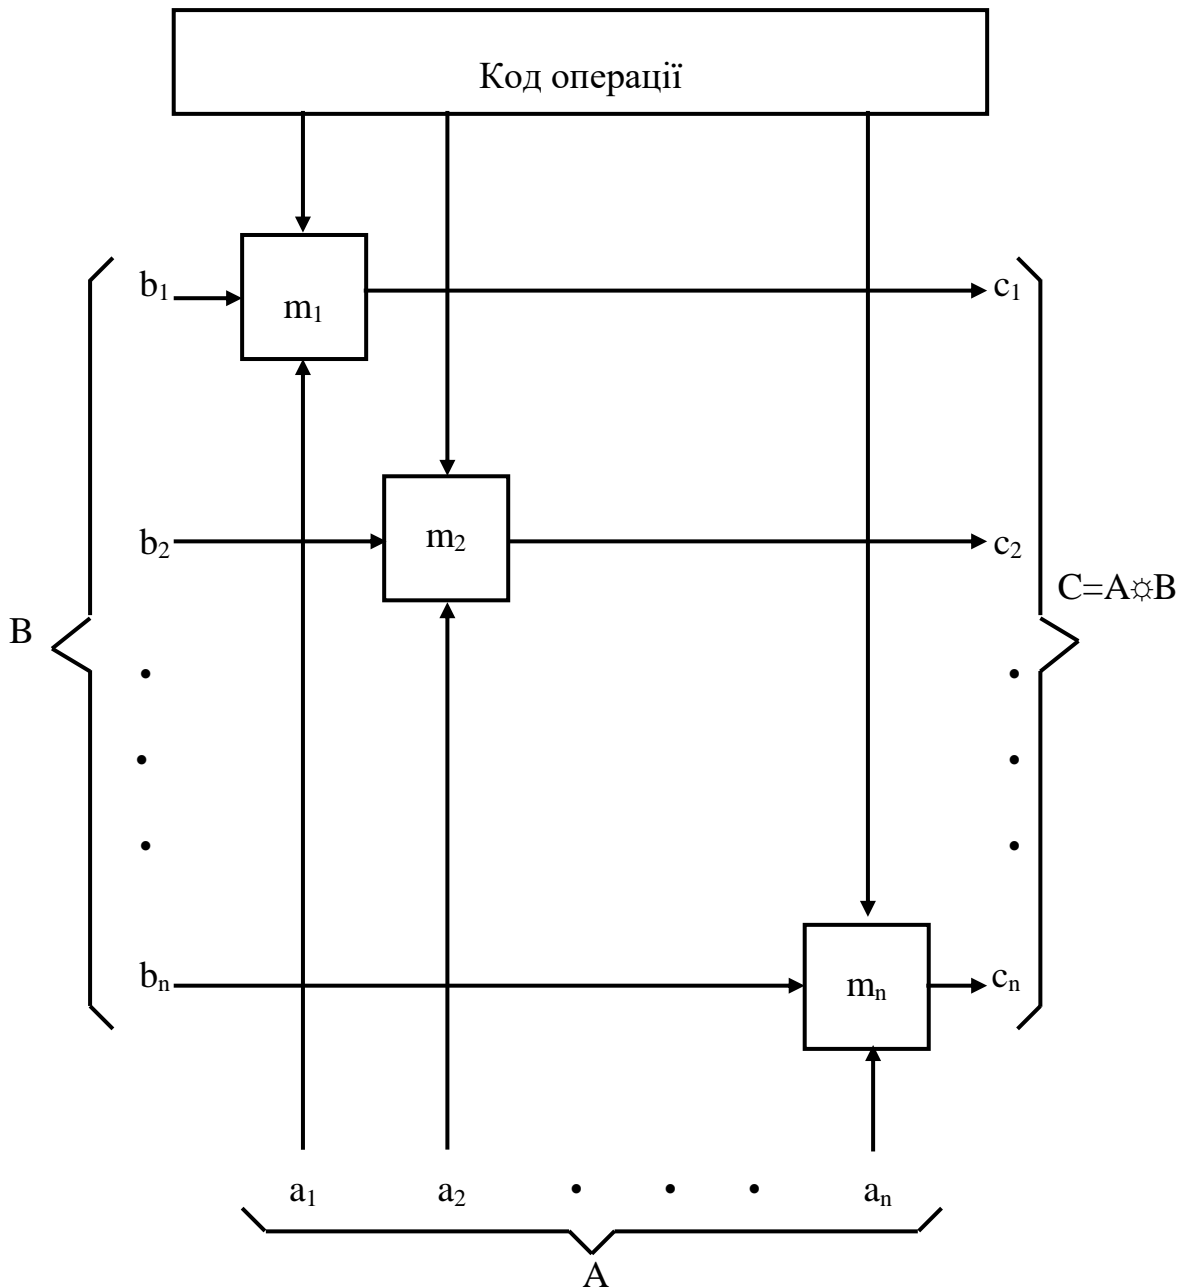 Код операції
b₁ m₁ c₁
b₂ m₂ c₂
C=A☼B
B
bₙ mₙ cₙ
a₁ a₂ . . . aₙ
A